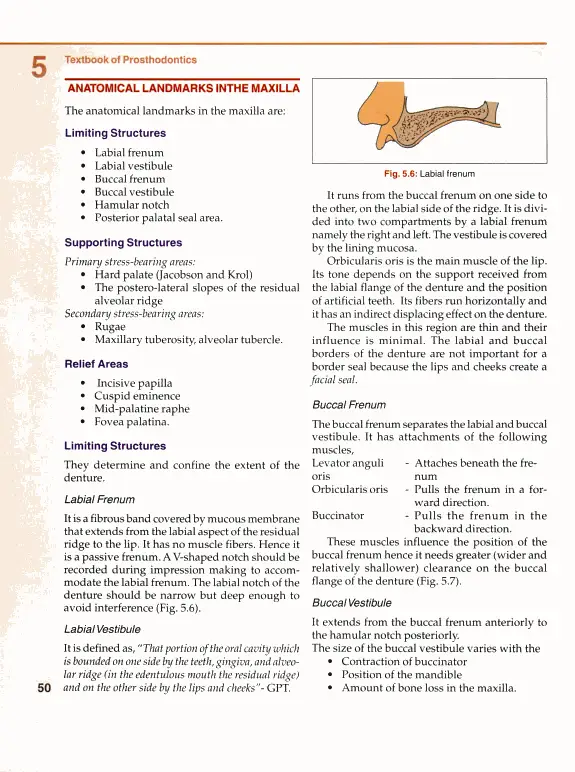 5
Textbook of Prosthodontics
ANATOMICAL LANDMARKS INTHE MAXILLA
The anatomical landmarks in the maxilla are:
Limiting Structures
• Labial frenum
• Labial vestibule
• Buccal frenum
• Buccal vestibule
• Hamular notch
• Posterior palatal seal area.
Supporting Structures
Primary stress-bearing areas:
• Hard palate (Jacobson and Krol)
• The postero-lateral slopes of the residual
alveolar ridge
Secondary stress-bearing areas:
• Rugae
• Maxillary tuberosity, alveolar tubercle.
Relief Areas
• Incisive papilla
• Cuspid eminence
• Mid-palatine raphe
• Fovea palatina.
Limiting Structures
They determine and confine the extent of the
denture.
Labial Frenum
It is a fibrous band covered by mucous membrane
that extends from the labial aspect of the residual
ridge to the lip. It has no muscle fibers. Hence it
is a passive frenum. A V-shaped notch should be
recorded during impression making to accom-
modate the labial frenum. The labial notch of the
denture should be narrow but deep enough to
avoid interference (Fig. 5.6).
Labial Vestibule
It is defined as, "That portion of the oral cavity which
is bounded on one side by the teeth, gingiva, and alveo-
lar ridge (in the edentulous mouth the residual ridge)
and on the other side by the lips and cheeks"- GPT.
50
Fig. 5.6: Labial frenum
It runs from the buccal frenum on one side to
the other, on the labial side of the ridge. It is divi-
ded into two compartments by a labial frenum
namely the right and left. The vestibule is covered
by the lining mucosa.
Orbicularis oris is the main muscle of the lip.
Its tone depends on the support received from
the labial flange of the denture and the position
of artificial teeth. Its fibers run horizontally and
it has an indirect displacing effect on the denture.
The muscles in this region are thin and their
influence is minimal. The labial and buccal
borders of the denture are not important for a
border seal because the lips and cheeks create a
facial seal.
Buccal Frenum
The buccal frenum separates the labial and buccal
vestibule. It has attachments of the following
muscles,
Levator anguli - Attaches beneath the fre-
oris num
Orbicularis oris - Pulls the frenum in a for-
ward direction.
Buccinator - Pulls the frenum in the
backward direction.
These muscles influence the position of the
buccal frenum hence it needs greater (wider and
relatively shallower) clearance on the buccal
flange of the denture (Fig. 5.7).
Buccal Vestibule
It extends from the buccal frenum anteriorly to
the hamular notch posteriorly.
The size of the buccal vestibule varies with the
• Contraction of buccinator
• Position of the mandible
• Amount of bone loss in the maxilla.